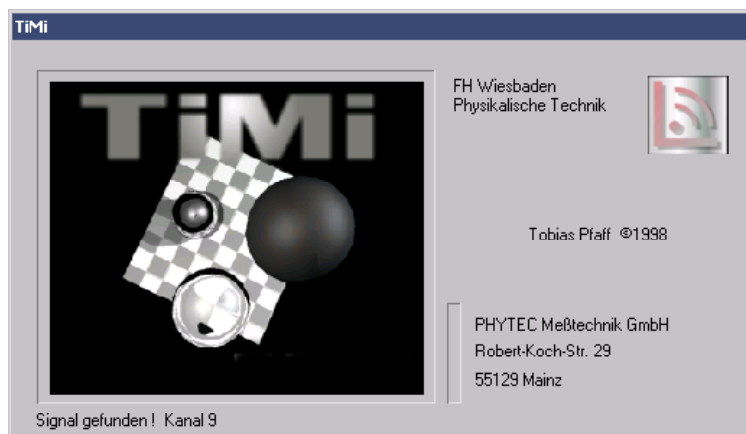 TiMi
TiMi
FH Wiesbaden
Physikalische Technik
Tobias Pfaff ©1998
PHYTEC Meßtechnik GmbH
Robert-Koch-Str. 29
55129 Mainz
Signal gefunden ! Kanal 9